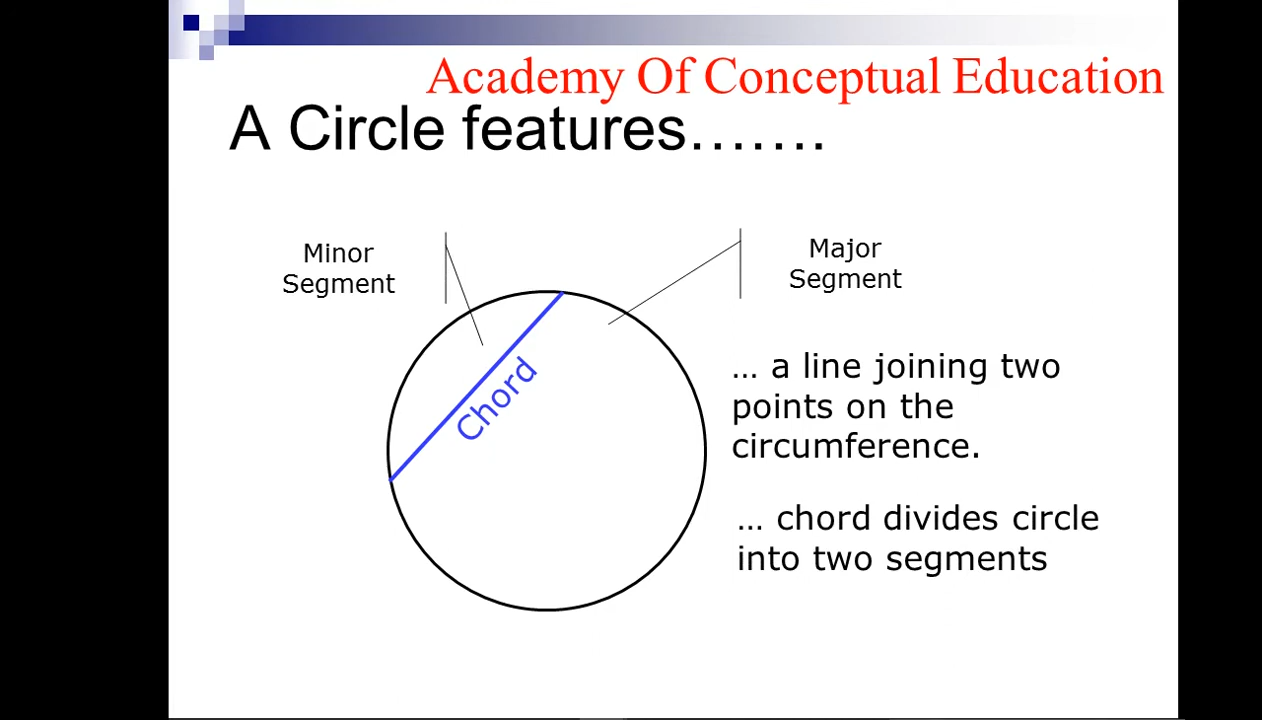 Academy Of Conceptual Education
A Circle features.......
Minor
Segment
Major
Segment
Chord
... a line joining two
points on the
circumference.
... chord divides circle
into two segments